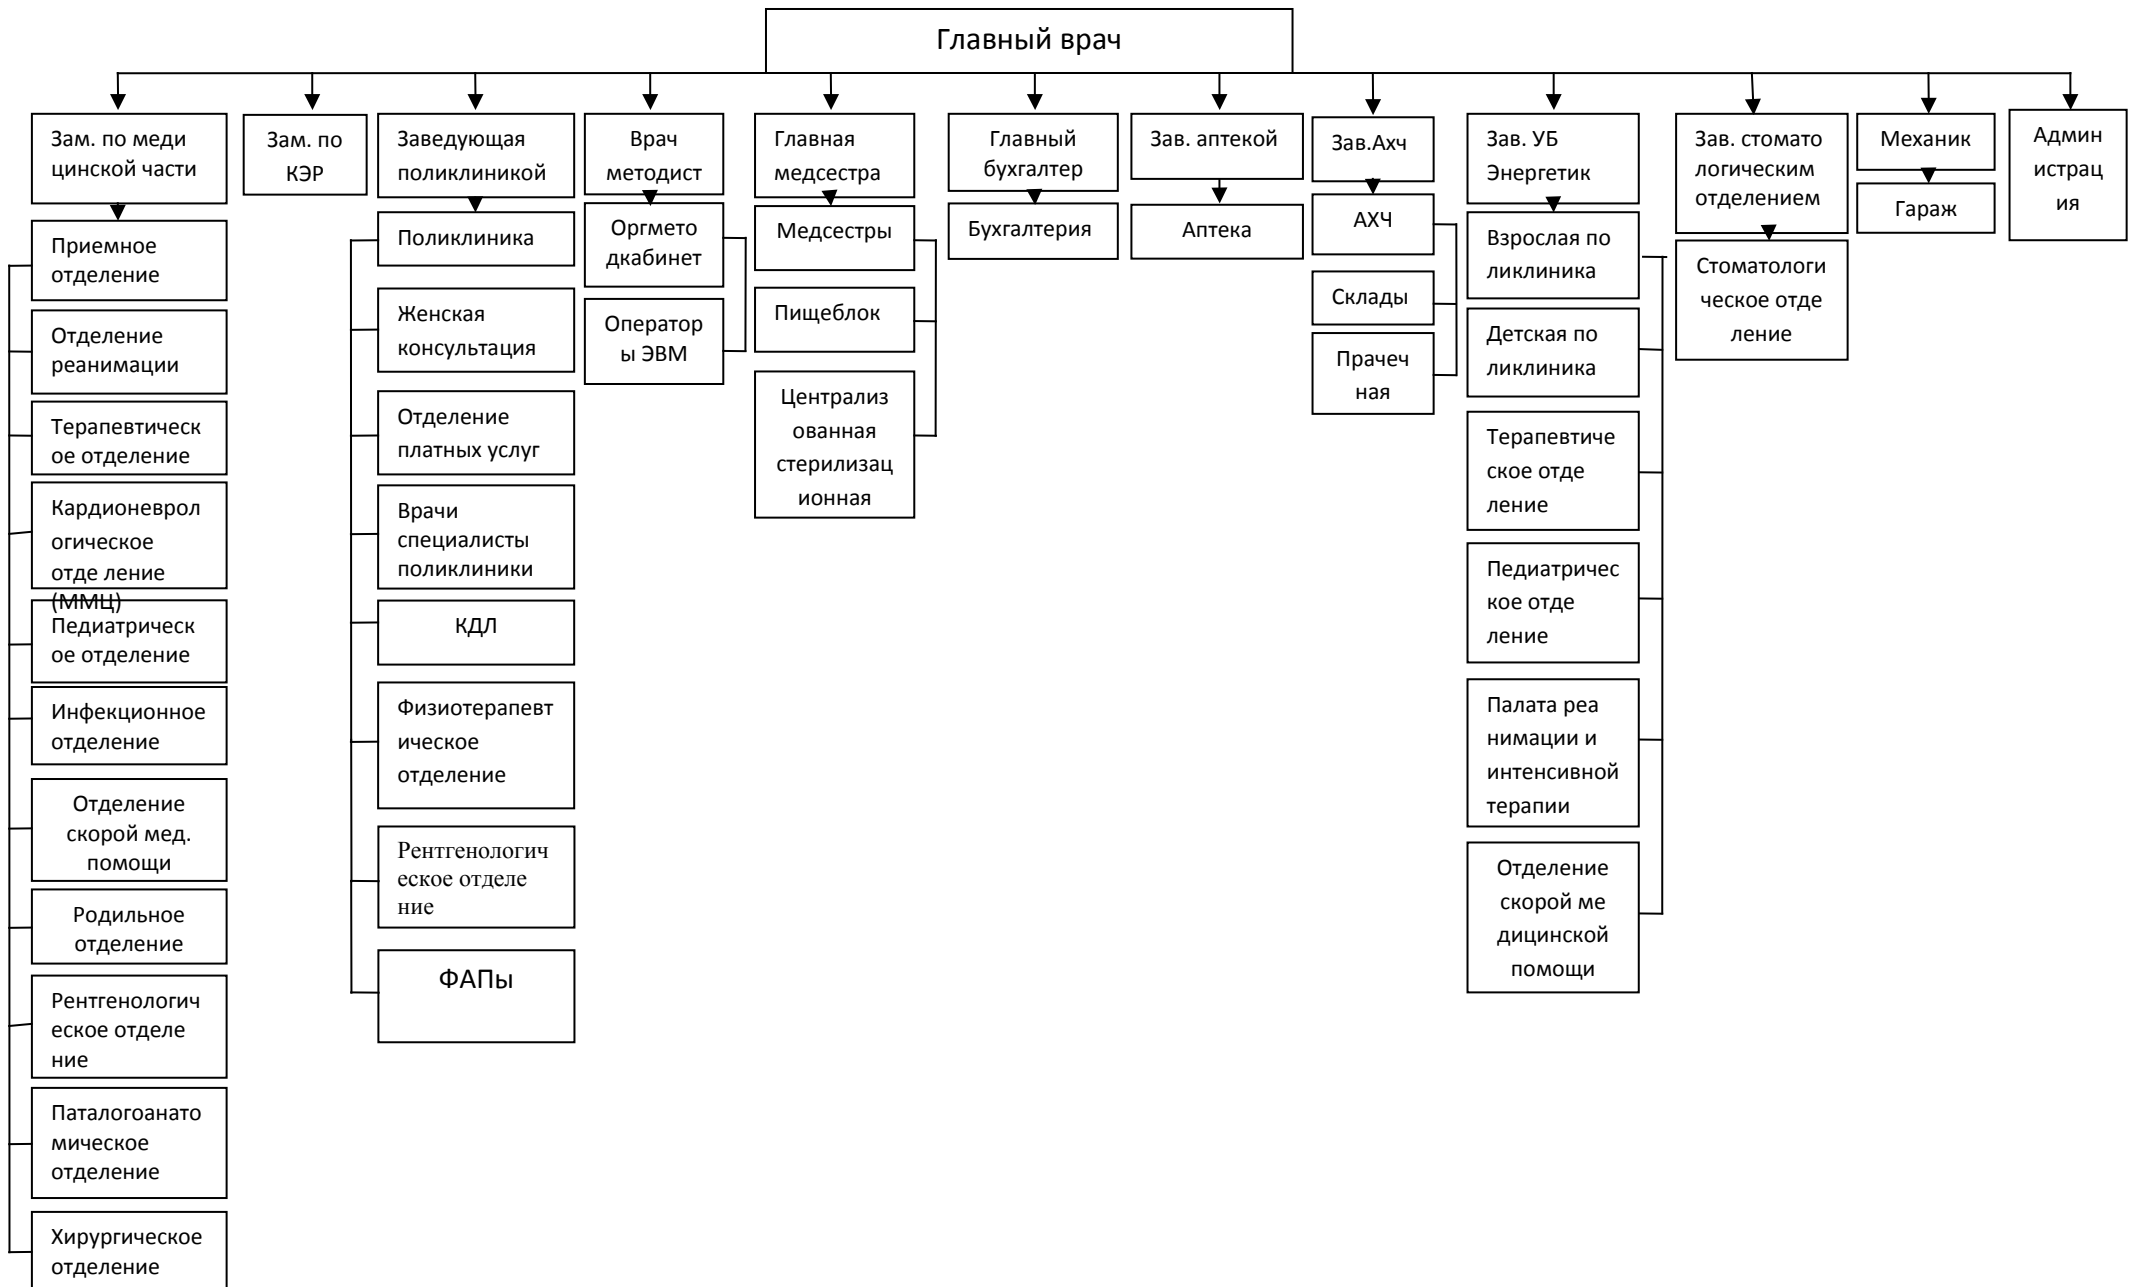 Главный врач
Зам. по меди
цинской части
Приемное
отделение
Отделение
реанимации
Терапевтическ
ое отделение
Кардионеврол
огическое
отде ление
(ММЦ)
Педиатрическ
ое отделение
Инфекционное
отделение
Отделение
скорой мед.
помощи
Родильное
отделение
Рентгенологич
еское отделе
ние
Паталогоанато
мическое
отделение
Хирургическое
отделение
Зам. по
КЭР
Заведующая
поликлиникой
Поликлиника
Женская
консультация
Отделение
платных услуг
Врачи
специалисты
поликлиники
КДЛ
Физиотерапевт
ическое
отделение
Рентгенологич
еское отделе
ние
ФАПы
Врач
методист
Оргмето
дкабинет
Оператор
ы ЭВМ
Главная
медсестра
Медсестры
Пищеблок
Централиз
ованная
стерилизац
ионная
Главный
бухгалтер
Бухгалтерия
Зав. аптекой
Аптека
Зав.Ахч
АХЧ
Склады
Прачеч
ная
Зав. УБ
Энергетик
Взрослая по
ликлиника
Детская по
ликлиника
Терапевтиче
ское отде
ление
Педиатричес
кое отде
ление
Палата реа
нимации и
интенсивной
терапии
Отделение
скорой ме
дицинской
помощи
Зав. стомато
логическим
отделением
Стоматологи
ческое отде
ление
Механик
Гараж
Админ
истрац
ия